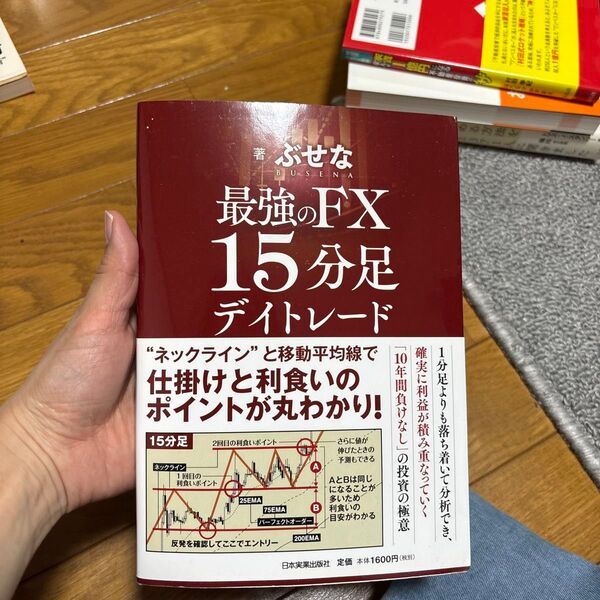 著 ぶせな
BUSENA
最強のFX
15分足
デイトレード
"ネックライン"と移動平均線で
仕掛けと利食いの
ポイントが丸わかり!
1分足よりも落ち着いて分析でき、
確実に利益が積み重なっていく
「10年間負けなし」の投資の極意
15分足
2回目の利食いポイント
さらに値が
伸びたときの
予測もできる
ネックライン
1回目の
利食いポイント
A
AとBは同じ
になることが
多いため
利食いの
目安がわかる
B
25EMA
75EMA
パーフェクトオーダー
200EMA
反発を確認してここでエントリー
日本実業出版社 定価 本体1600円(税別)